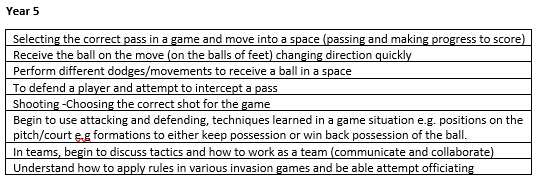 Year 5
Selecting the correct pass in a game and move into a space (passing and making progress to score)
Receive the ball on the move (on the balls of feet) changing direction quickly
Perform different dodges/movements to receive a ball in a space
To defend a player and attempt to intercept a pass
Shooting -Choosing the correct shot for the game
Begin to use attacking and defending, techniques learned in a game situation e.g. positions on the
pitch/court e.g formations to either keep possession or win back possession of the ball.
In teams, begin to discuss tactics and how to work as a team (communicate and collaborate)
Understand how to apply rules in various invasion games and be able attempt officiating